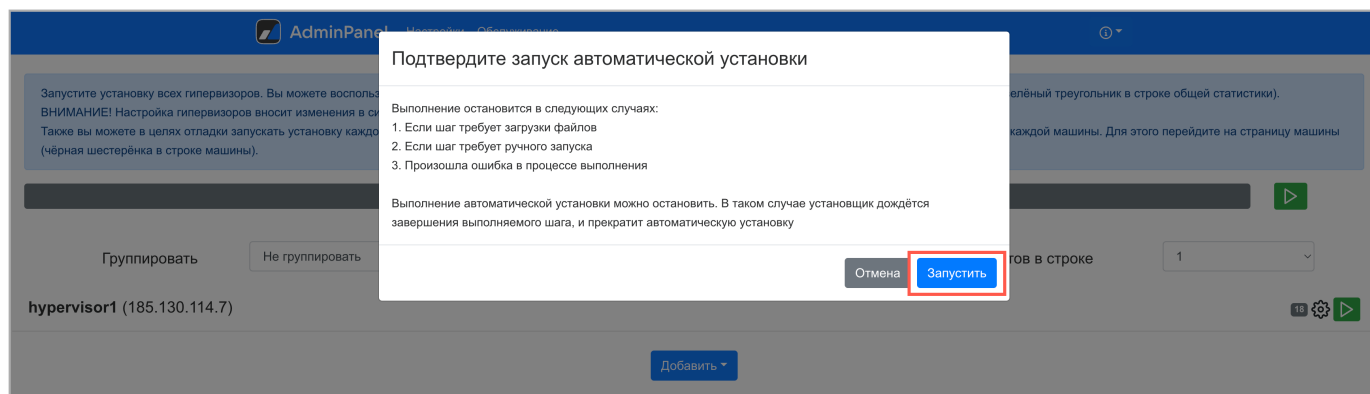 AdminPanel Настройки Обслуживание
Подтвердите запуск автоматической установки
Запустите установку всех гипервизоров. Вы можете воспольз
елёный треугольник в строке общей статистики).
ВНИМАНИЕ! Настройка гипервизоров вносит изменения в си
Также вы можете в целях отладки запускать установку каждо
каждой машины. Для этого перейдите на страницу машины
(чёрная шестерёнка в строке машины).
Выполнение остановится в следующих случаях:
1. Если шаг требует загрузки файлов
2. Если шаг требует ручного запуска
3. Произошла ошибка в процессе выполнения
Выполнение автоматической установки можно остановить. В таком случае установщик дождётся
завершения выполняемого шага, и прекратит автоматическую установку
Отмена Запустить
Группировать Не группировать
тов в строке 1
hypervisor1 (185.130.114.7)
18
Добавить